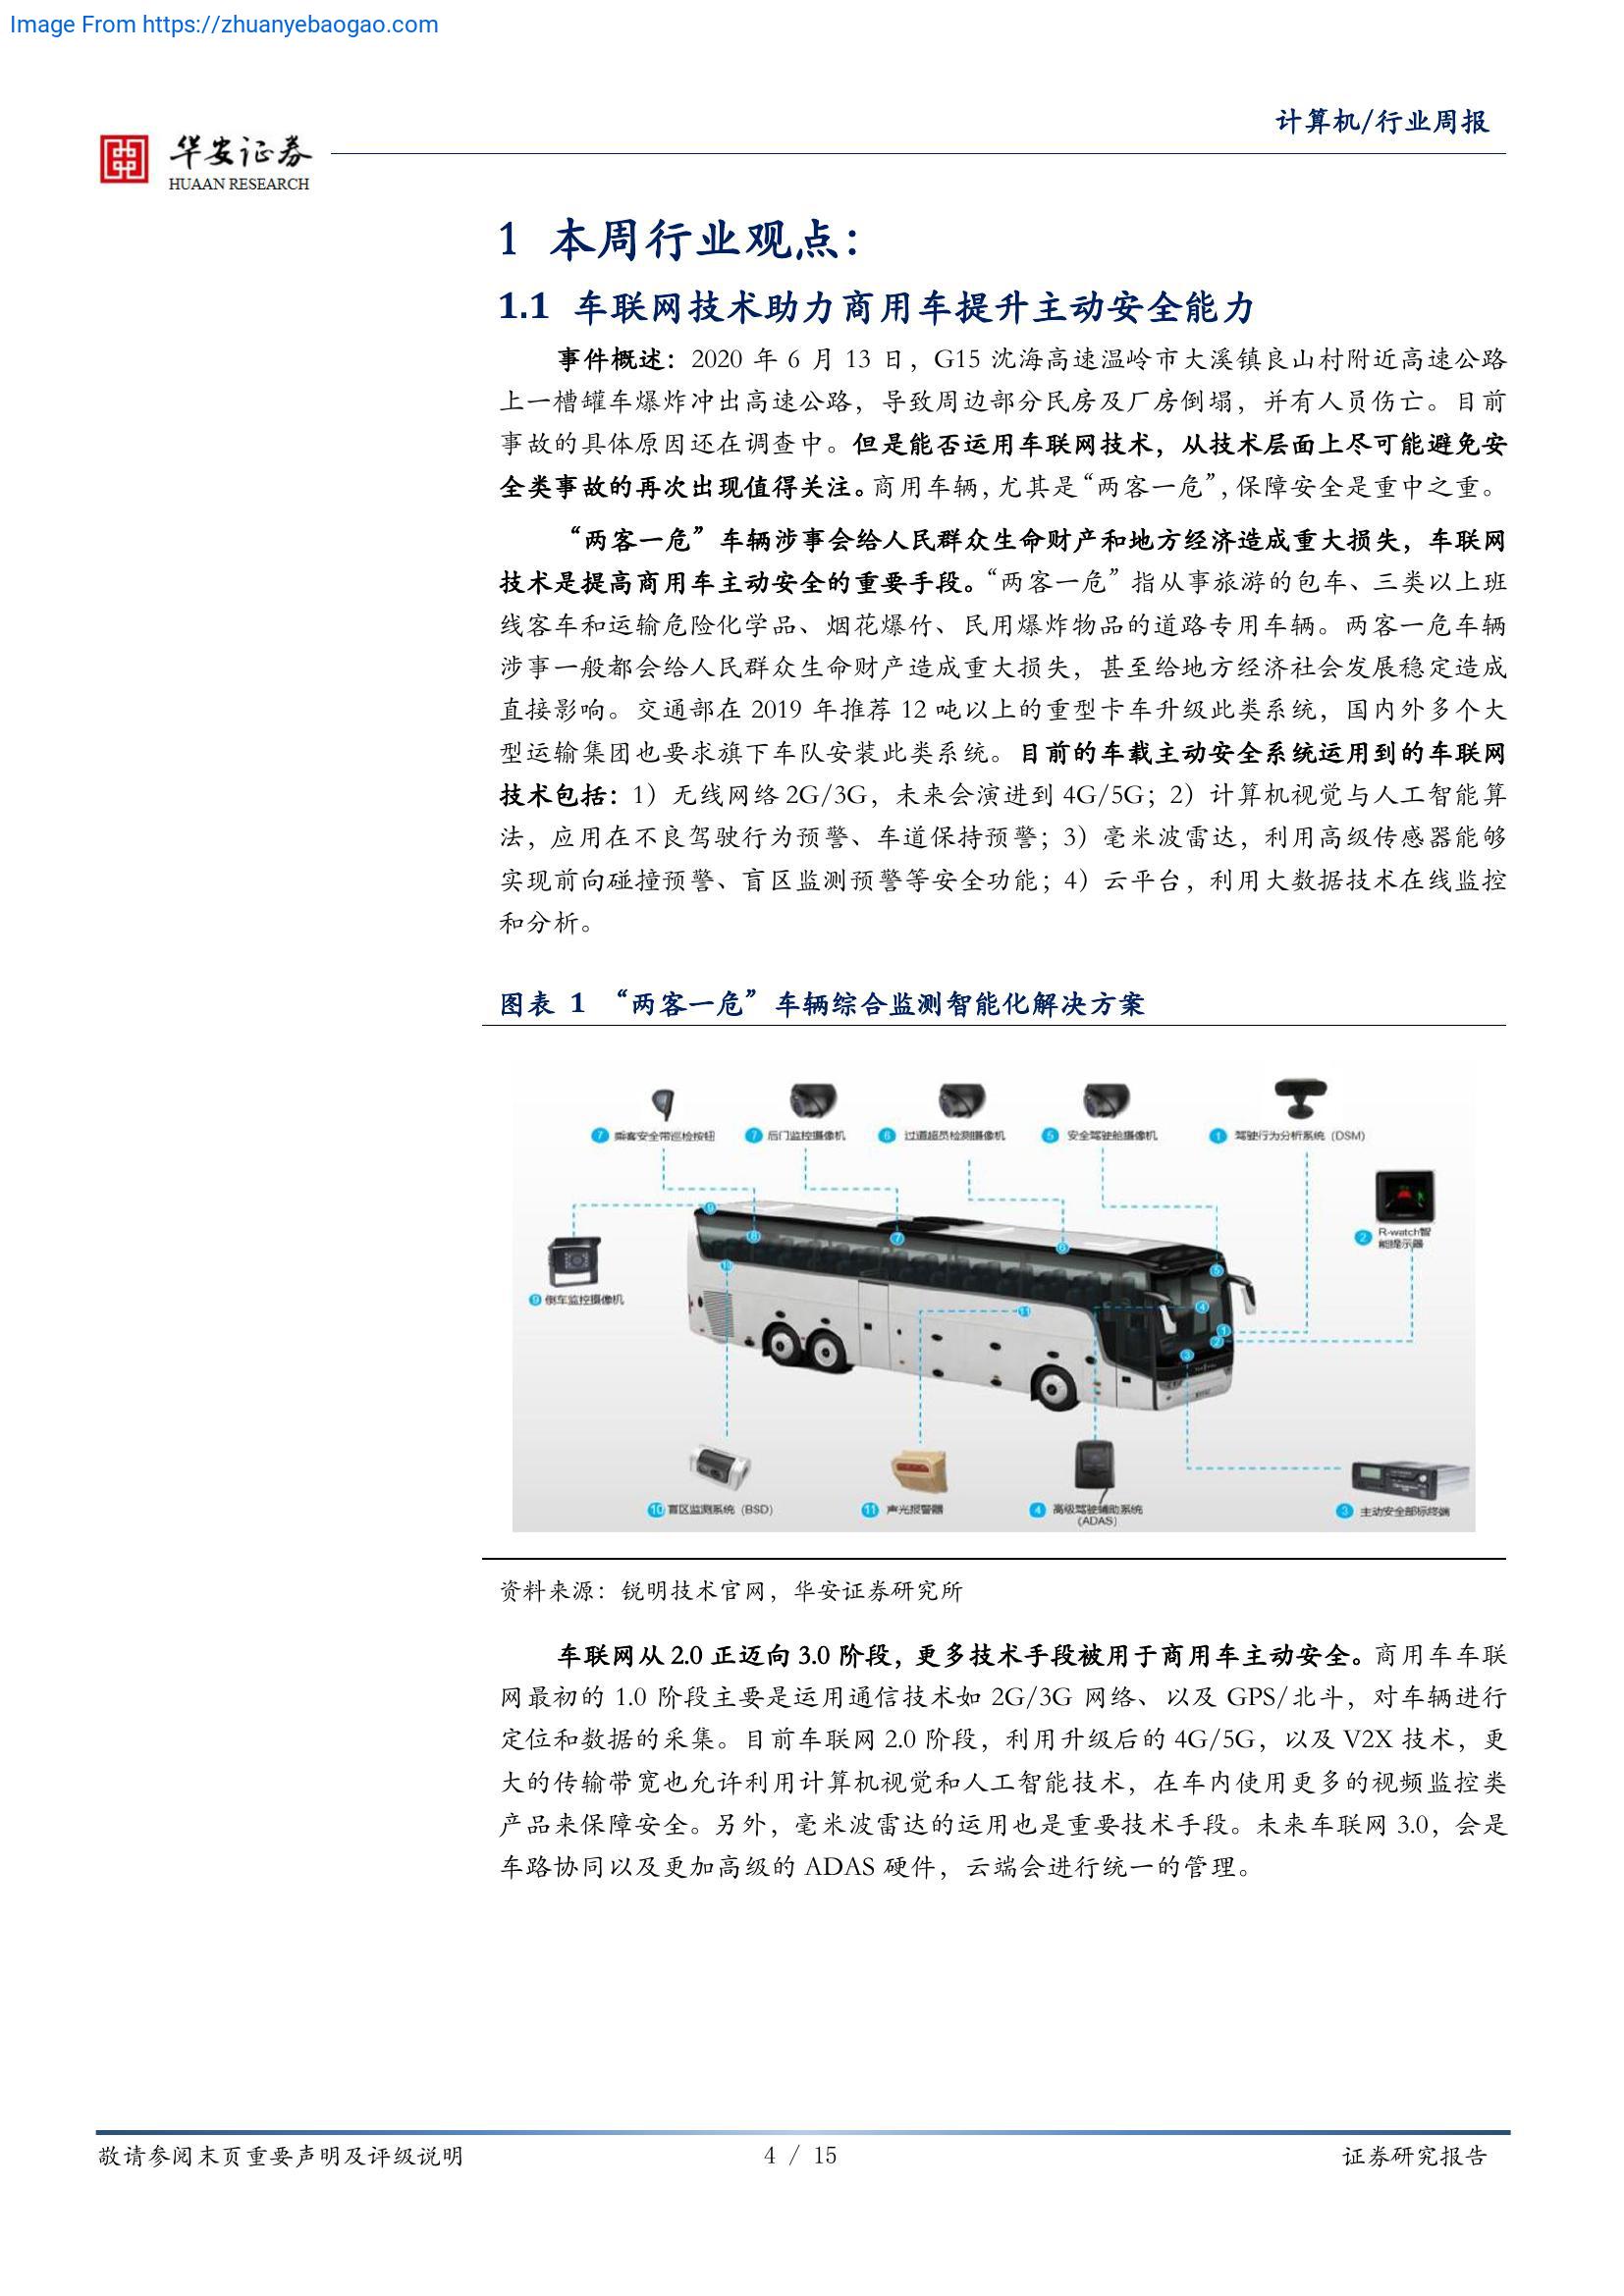 Image From https://zhuanyebaogao.com
计算机/行业周报
华安证券
HUAAN RESEARCH
1 本周行业观点：
1.1 车联网技术助力商用车提升主动安全能力
事件概述：2020 年 6 月 13 日，G15 沈海高速温岭市大溪镇良山村附近高速公路
上一槽罐车爆炸冲出高速公路，导致周边部分民房及厂房倒塌，并有人员伤亡。目前
事故的具体原因还在调查中。但是能否运用车联网技术，从技术层面上尽可能避免安
全类事故的再次出现值得关注。商用车辆，尤其是“两客一危”，保障安全是重中之重。
“两客一危”车辆涉事会给人民群众生命财产和地方经济造成重大损失，车联网
技术是提高商用车主动安全的重要手段。“两客一危”指从事旅游的包车、三类以上班
线客车和运输危险化学品、烟花爆竹、民用爆炸物品的道路专用车辆。两客一危车辆
涉事一般都会给人民群众生命财产造成重大损失，甚至给地方经济社会发展稳定造成
直接影响。交通部在 2019 年推荐 12 吨以上的重型卡车升级此类系统，国内外多个大
型运输集团也要求旗下车队安装此类系统。目前的车载主动安全系统运用到的车联网
技术包括：1）无线网络 2G/3G，未来会演进到 4G/5G；2）计算机视觉与人工智能算
法，应用在不良驾驶行为预警、车道保持预警；3）毫米波雷达，利用高级传感器能够
实现前向碰撞预警、盲区监测预警等安全功能；4）云平台，利用大数据技术在线监控
和分析。
图表 1 “两客一危”车辆综合监测智能化解决方案
7 乘客安全带巡检按钮
7 后门监控摄像机
6 过道超员检测摄像机
5 安全驾驶舱摄像机
1 驾驶行为分析系统（DSM）
2 R-watch智
能提示器
9 倒车监控摄像机
9
8
7
6
5
10
11
4
1
2
3
10 盲区监测系统（BSD）
11 声光报警器
4 高级驾驶辅助系统
（ADAS）
3 主动安全部标终端
资料来源：锐明技术官网，华安证券研究所
车联网从 2.0 正迈向 3.0 阶段，更多技术手段被用于商用车主动安全。商用车车联
网最初的 1.0 阶段主要是运用通信技术如 2G/3G 网络、以及 GPS/北斗，对车辆进行
定位和数据的采集。目前车联网 2.0 阶段，利用升级后的 4G/5G，以及 V2X 技术，更
大的传输带宽也允许利用计算机视觉和人工智能技术，在车内使用更多的视频监控类
产品来保障安全。另外，毫米波雷达的运用也是重要技术手段。未来车联网 3.0，会是
车路协同以及更加高级的 ADAS 硬件，云端会进行统一的管理。
敬请参阅末页重要声明及评级说明
4 / 15
证券研究报告